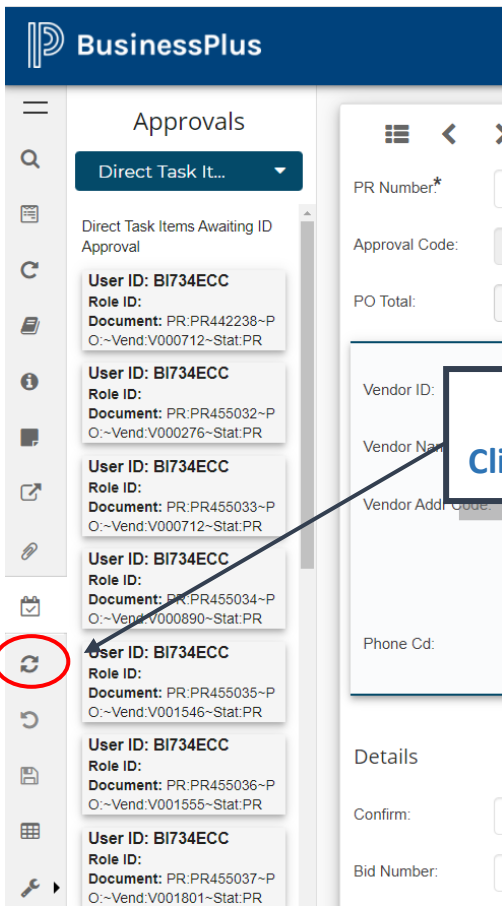 BusinessPlus
Approvals
Direct Task It...
Direct Task Items Awaiting ID
Approval
User ID: BI734ECC
Role ID:
Document: PR:PR442238~P
O:~Vend:V000712~Stat:PR
User ID: BI734ECC
Role ID:
Document: PR:PR455032~P
O:~Vend:V000276~Stat:PR
User ID: BI734ECC
Role ID:
Document: PR:PR455033~P
O:~Vend:V000712~Stat:PR
User ID: BI734ECC
Role ID:
Document: PR:PR455034~P
O:~Vend:V000890~Stat:PR
User ID: BI734ECC
Role ID:
Document: PR:PR455035~P
O:~Vend:V001546~Stat:PR
User ID: BI734ECC
Role ID:
Document: PR:PR455036~P
O:~Vend:V001555~Stat:PR
User ID: BI734ECC
Role ID:
Document: PR:PR455037~P
O:~Vend:V001801~Stat:PR
PR Number:*
Approval Code:
PO Total:
Vendor ID:
Vendor Nam
Cli
Vendor Addr Code:
Phone Cd:
Details
Confirm:
Bid Number: